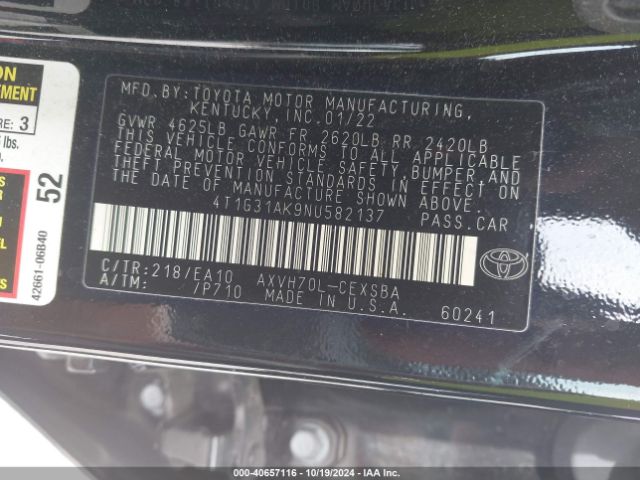 ON
EMENT
RE: 3
lbs.
52
42661-06B40
MFD. BY: TOYOTA MOTOR MANUFACTURING,
KENTUCKY, INC. 01/22
GVWR 4625LB GAWR FR 2620LB RR 2420LB
THIS VEHICLE CONFORMS TO ALL APPLICABLE
FEDERAL MOTOR VEHICLE SAFETY, BUMPER, AND
THEFT PREVENTION STANDARDS IN EFFECT ON
THE DATE OF MANUFACTURE SHOWN ABOVE.
4T1G31AK9NU582137 PASS.CAR
C/TR: 218/EA10 AXVH70L-CEXSBA
A/TM: /P710 MADE IN U.S.A.
60241
00 - 40657116 - 10/19/2024 - IAA Inc.